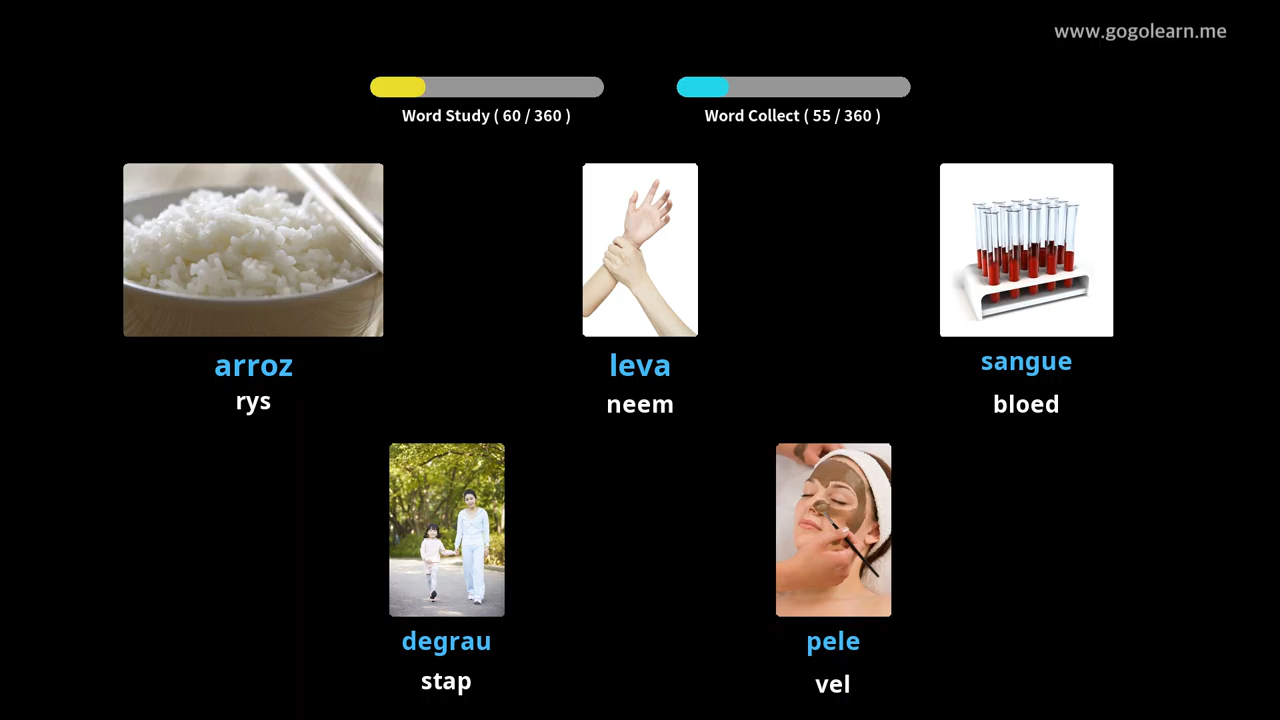 www.gogolearn.me
Word Study ( 60 / 360 )
Word Collect ( 55 / 360 )
arroz
rys
leva
neem
sangue
bloed
degrau
stap
pele
vel